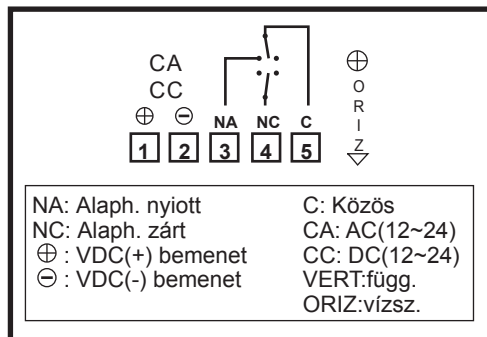 CA
CC
⊕ ⊖ NA NC C
1 2 3 4 5
⊕
O
R
I
Z
NA: Alaph. nyiott
NC: Alaph. zárt
⊕ : VDC(+) bemenet
⊖ : VDC(-) bemenet
C: Közös
CA: AC(12~24)
CC: DC(12~24)
VERT:függ.
ORIZ:vízsz.